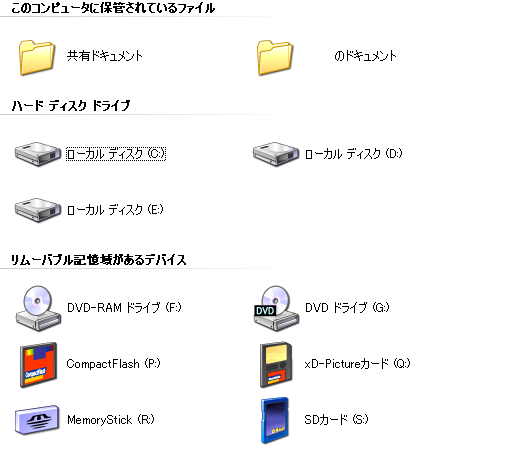 このコンピュータに保管されているファイル
共有ドキュメント
のドキュメント
ハード ディスク ドライブ
ローカル ディスク (C:)
ローカル ディスク (D:)
ローカル ディスク (E:)
リムーバブル記憶域があるデバイス
DVD-RAM ドライブ (F:)
DVD
DVD ドライブ (G:)
CompactFlash
CompactFlash (P:)
xD-Pictureカード (Q:)
MemoryStick (R:)
SDカード (S:)